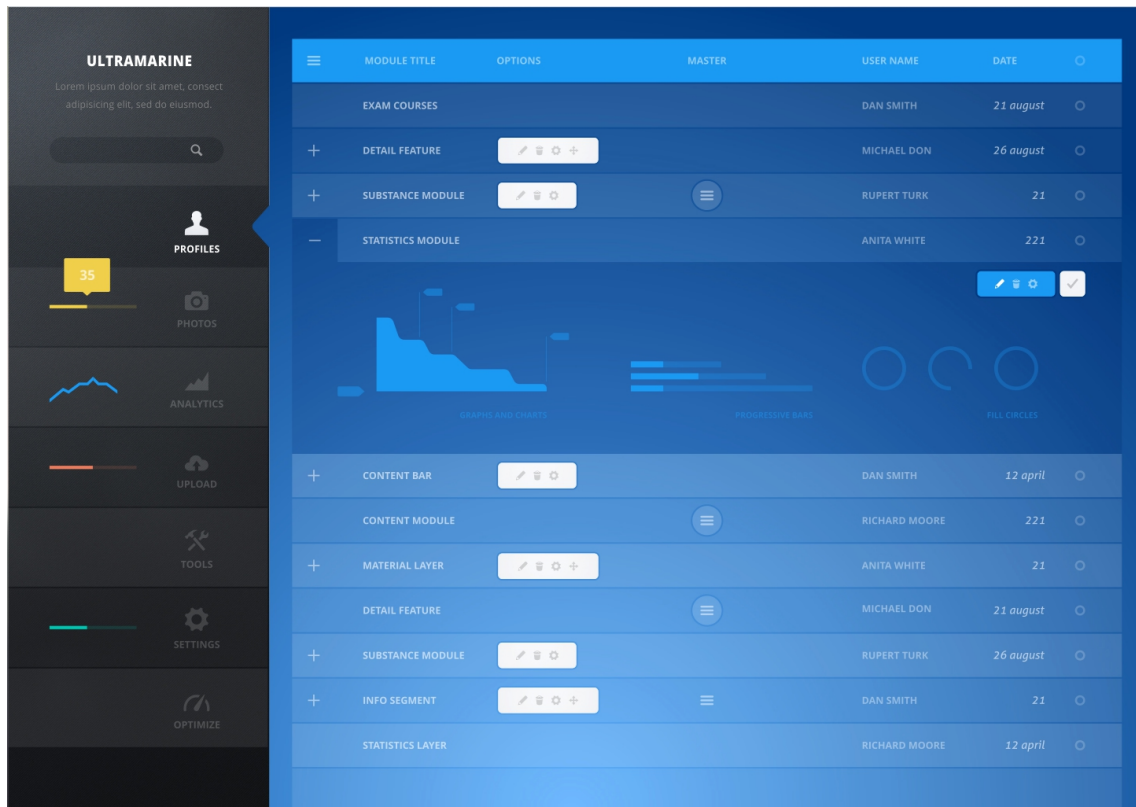 ULTRAMARINE
Lorem ipsum dolor sit amet, consect
adipisicing elit, sed do eiusmod.
PROFILES
35
PHOTOS
ANALYTICS
UPLOAD
TOOLS
SETTINGS
OPTIMIZE
MODULE TITLE OPTIONS MASTER USER NAME DATE
EXAM COURSES DAN SMITH 21 august
DETAIL FEATURE MICHAEL DON 26 august
SUBSTANCE MODULE RUPERT TURK 21
STATISTICS MODULE ANITA WHITE 221
GRAPHS AND CHARTS PROGRESSIVE BARS FILL CIRCLES
CONTENT BAR DAN SMITH 12 april
CONTENT MODULE RICHARD MOORE 221
MATERIAL LAYER ANITA WHITE 21
DETAIL FEATURE MICHAEL DON 21 august
SUBSTANCE MODULE RUPERT TURK 26 august
INFO SEGMENT DAN SMITH 21
STATISTICS LAYER RICHARD MOORE 12 april